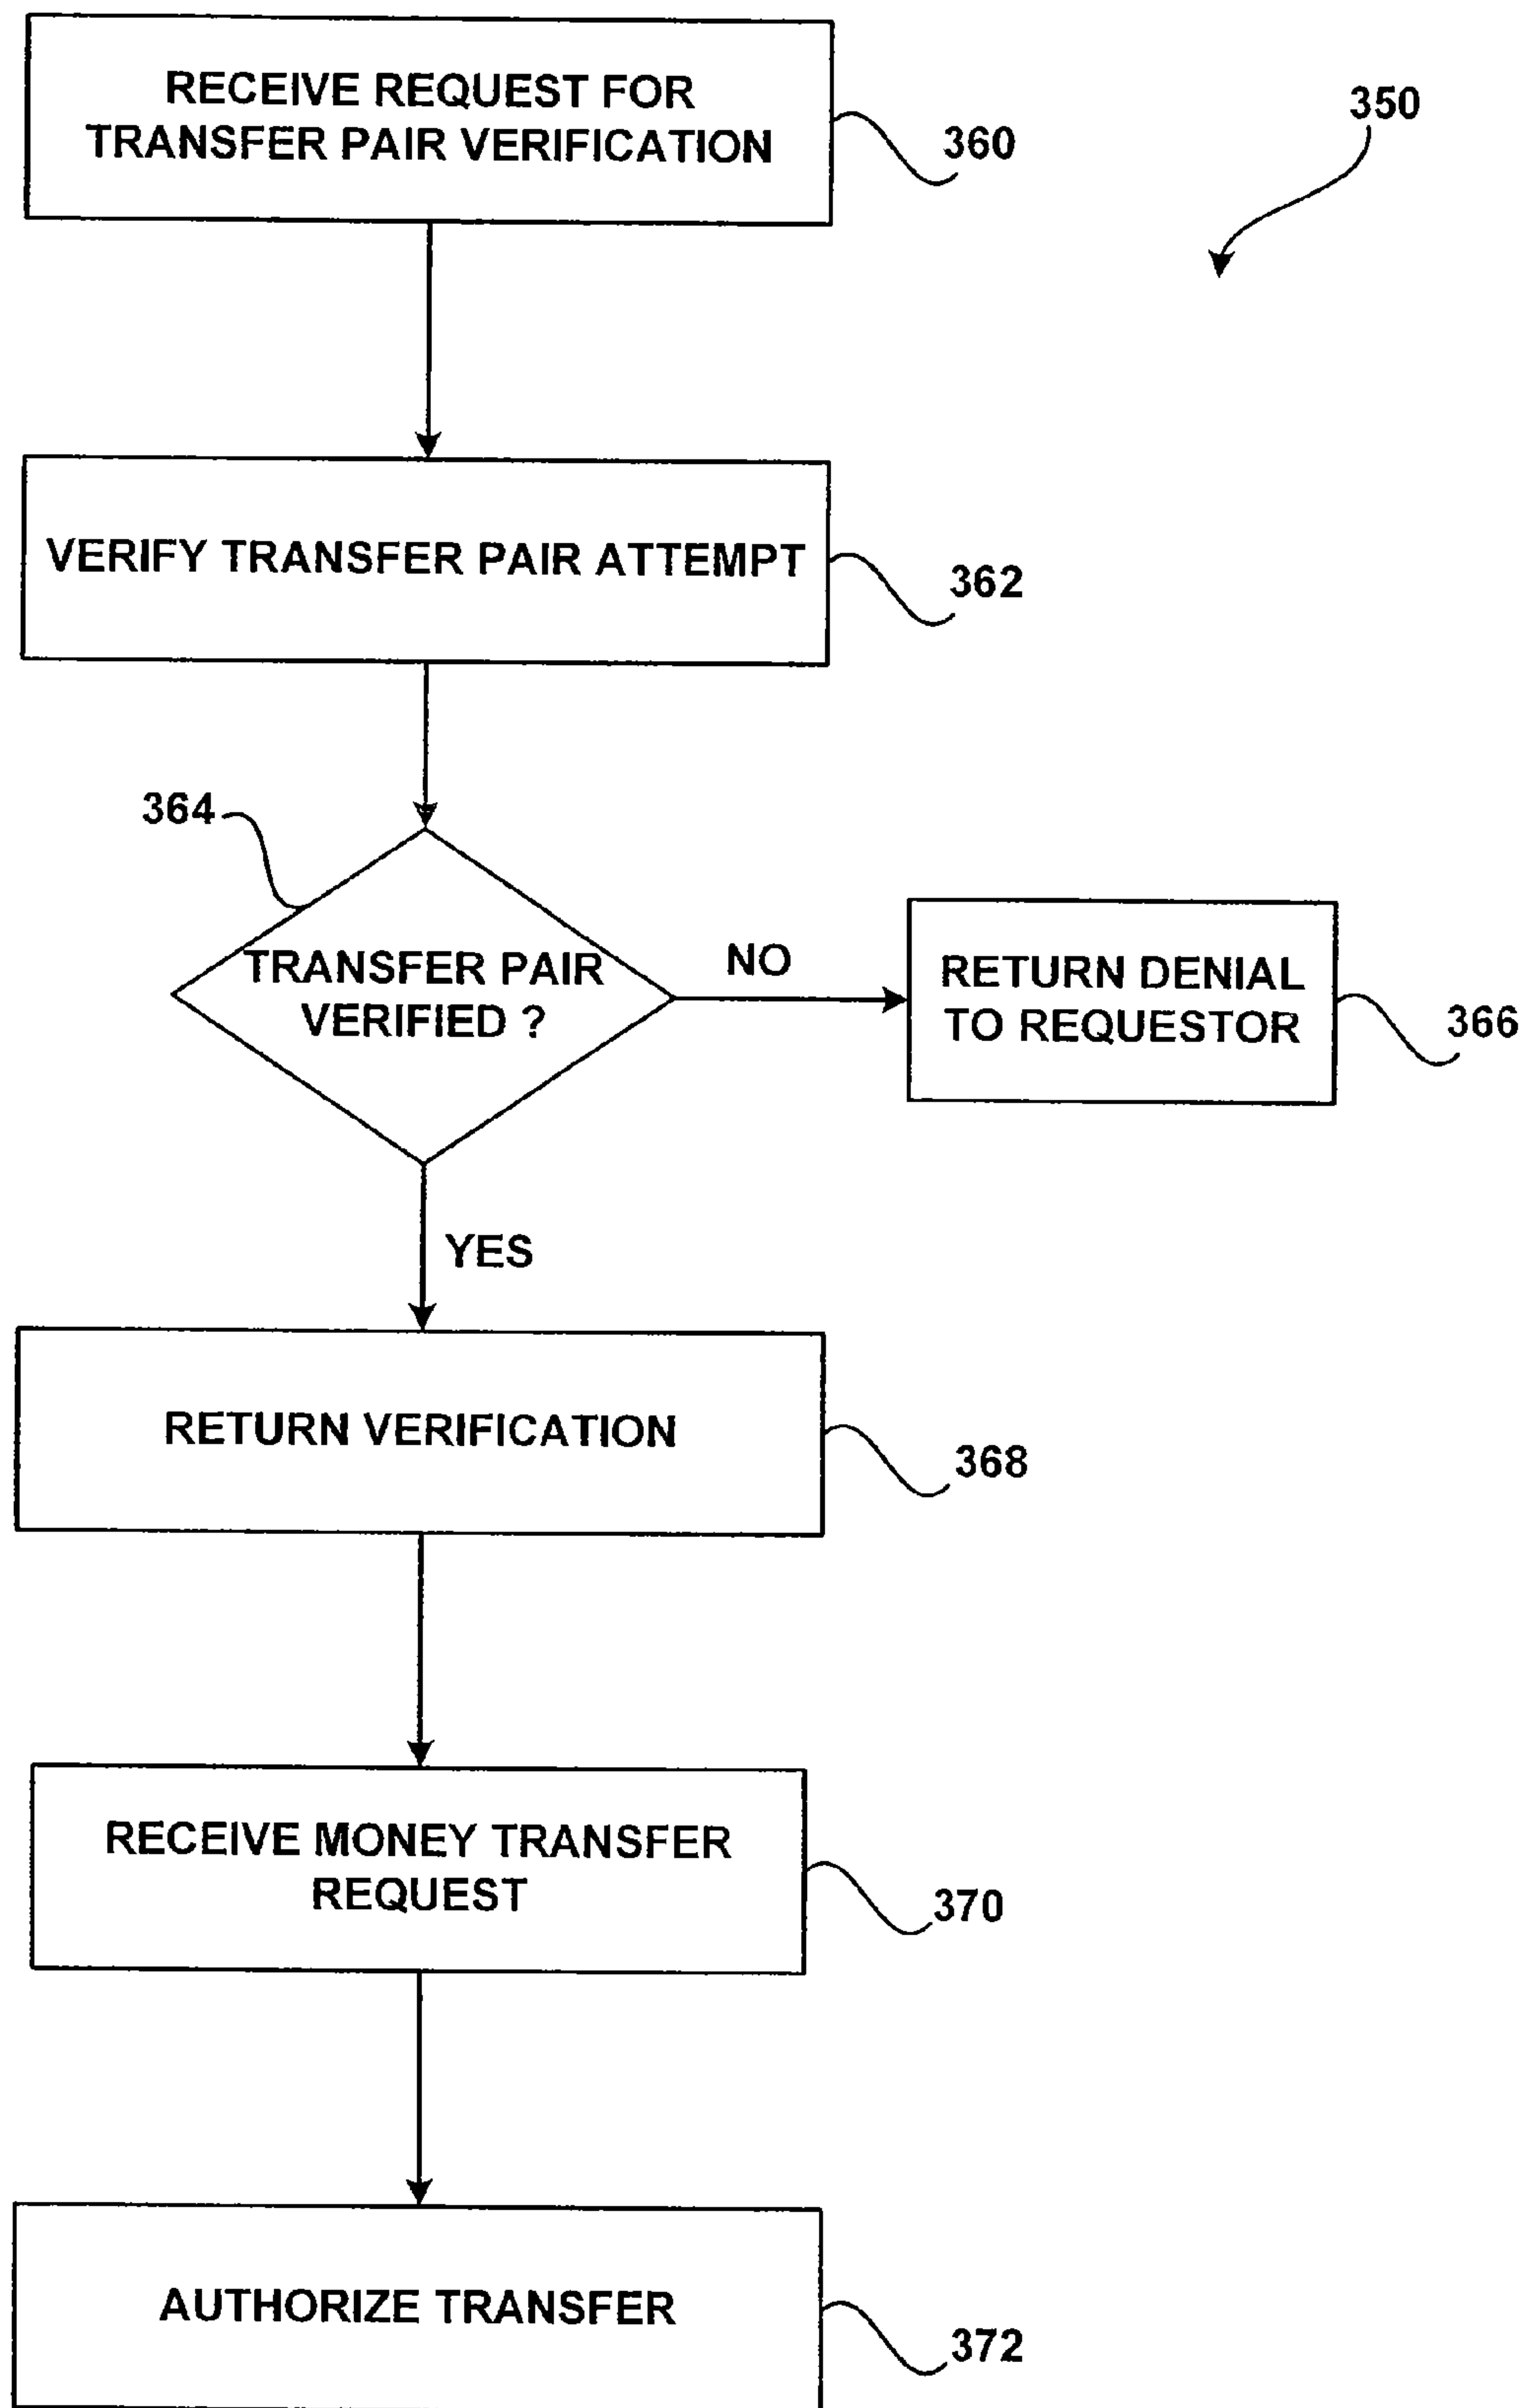 RECEIVE REQUEST FOR
TRANSFER PAIR VERIFICATION
360
350
VERIFY TRANSFER PAIR ATTEMPT
362
364
TRANSFER PAIR
VERIFIED ?
NO
RETURN DENIAL
TO REQUESTOR
366
YES
RETURN VERIFICATION
368
RECEIVE MONEY TRANSFER
REQUEST
370
AUTHORIZE TRANSFER
372